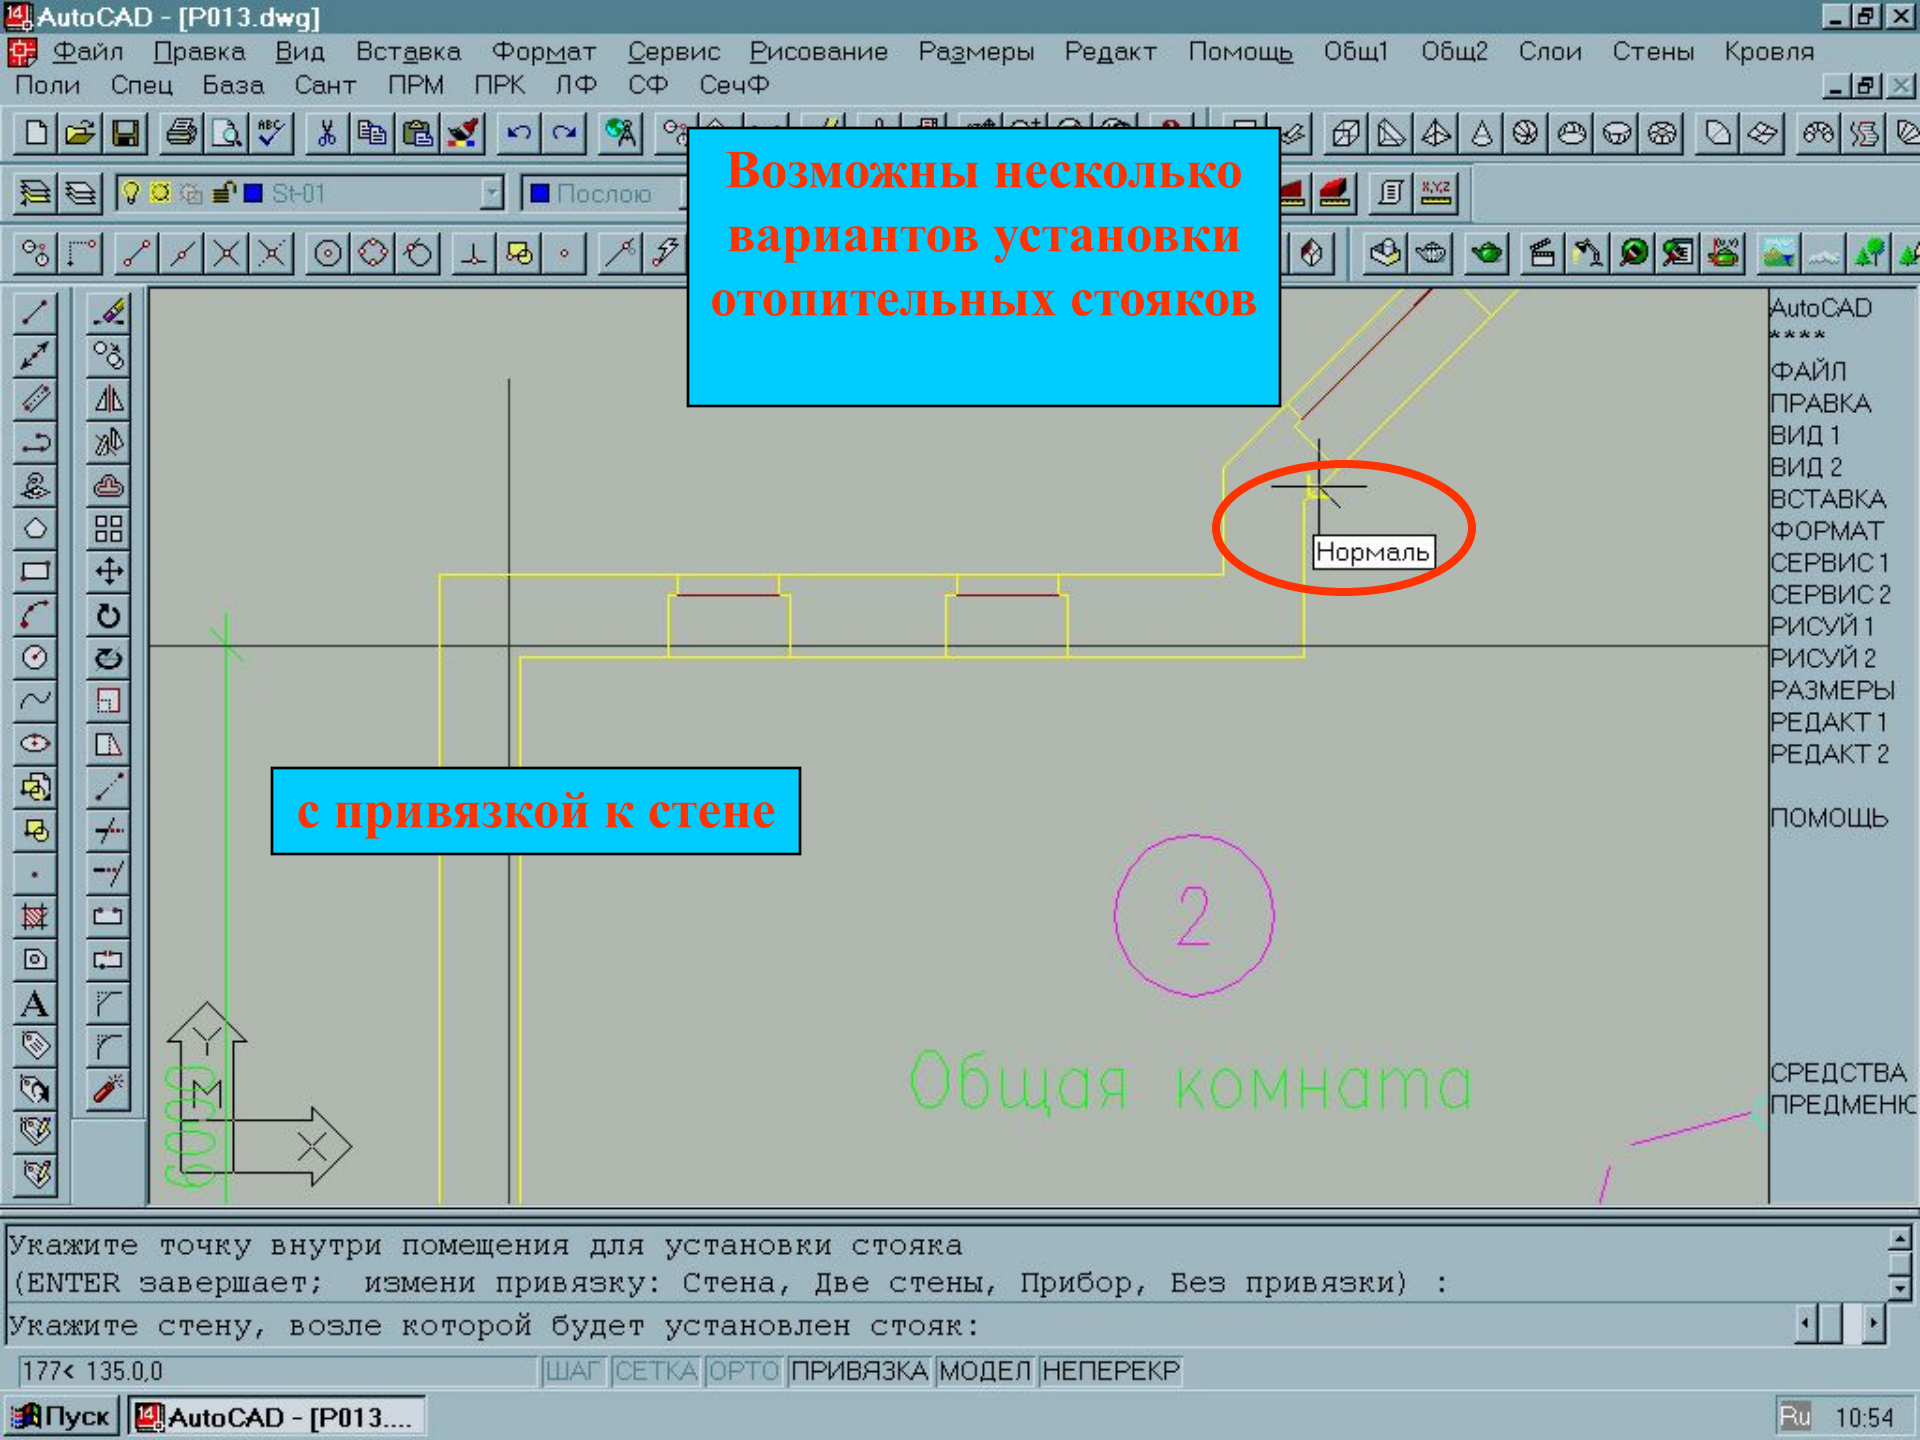 AutoCAD - [P013.dwg]
Файл Правка Вид Вставка Формат Сервис Рисование Размеры Редакт Помощь Общ1 Общ2 Слои Стены Кровля
Поли Спец База Сант ПРМ ПРК ЛФ СФ СечФ
St-01
Послою
X,Y,Z
Возможны несколько
вариантов установки
отопительных стояков
AutoCAD
* * * *
ФАЙЛ
ПРАВКА
ВИД 1
ВИД 2
ВСТАВКА
ФОРМАТ
СЕРВИС 1
СЕРВИС 2
РИСУЙ 1
РИСУЙ 2
РАЗМЕРЫ
РЕДАКТ 1
РЕДАКТ 2
ПОМОЩЬ
СРЕДСТВА
ПРЕДМЕНЮ
Нормаль
с привязкой к стене
2
Общая комната
6000
Y
M
X
Укажите точку внутри помещения для установки стояка
(ENTER завершает; измени привязку: Стена, Две стены, Прибор, Без привязки) :
Укажите стену, возле которой будет установлен стояк:
177< 135.0,0
ШАГ СЕТКА ОРТО ПРИВЯЗКА МОДЕЛ НЕПЕРЕКР
Пуск
AutoCAD - [P013....
Ru 10:54